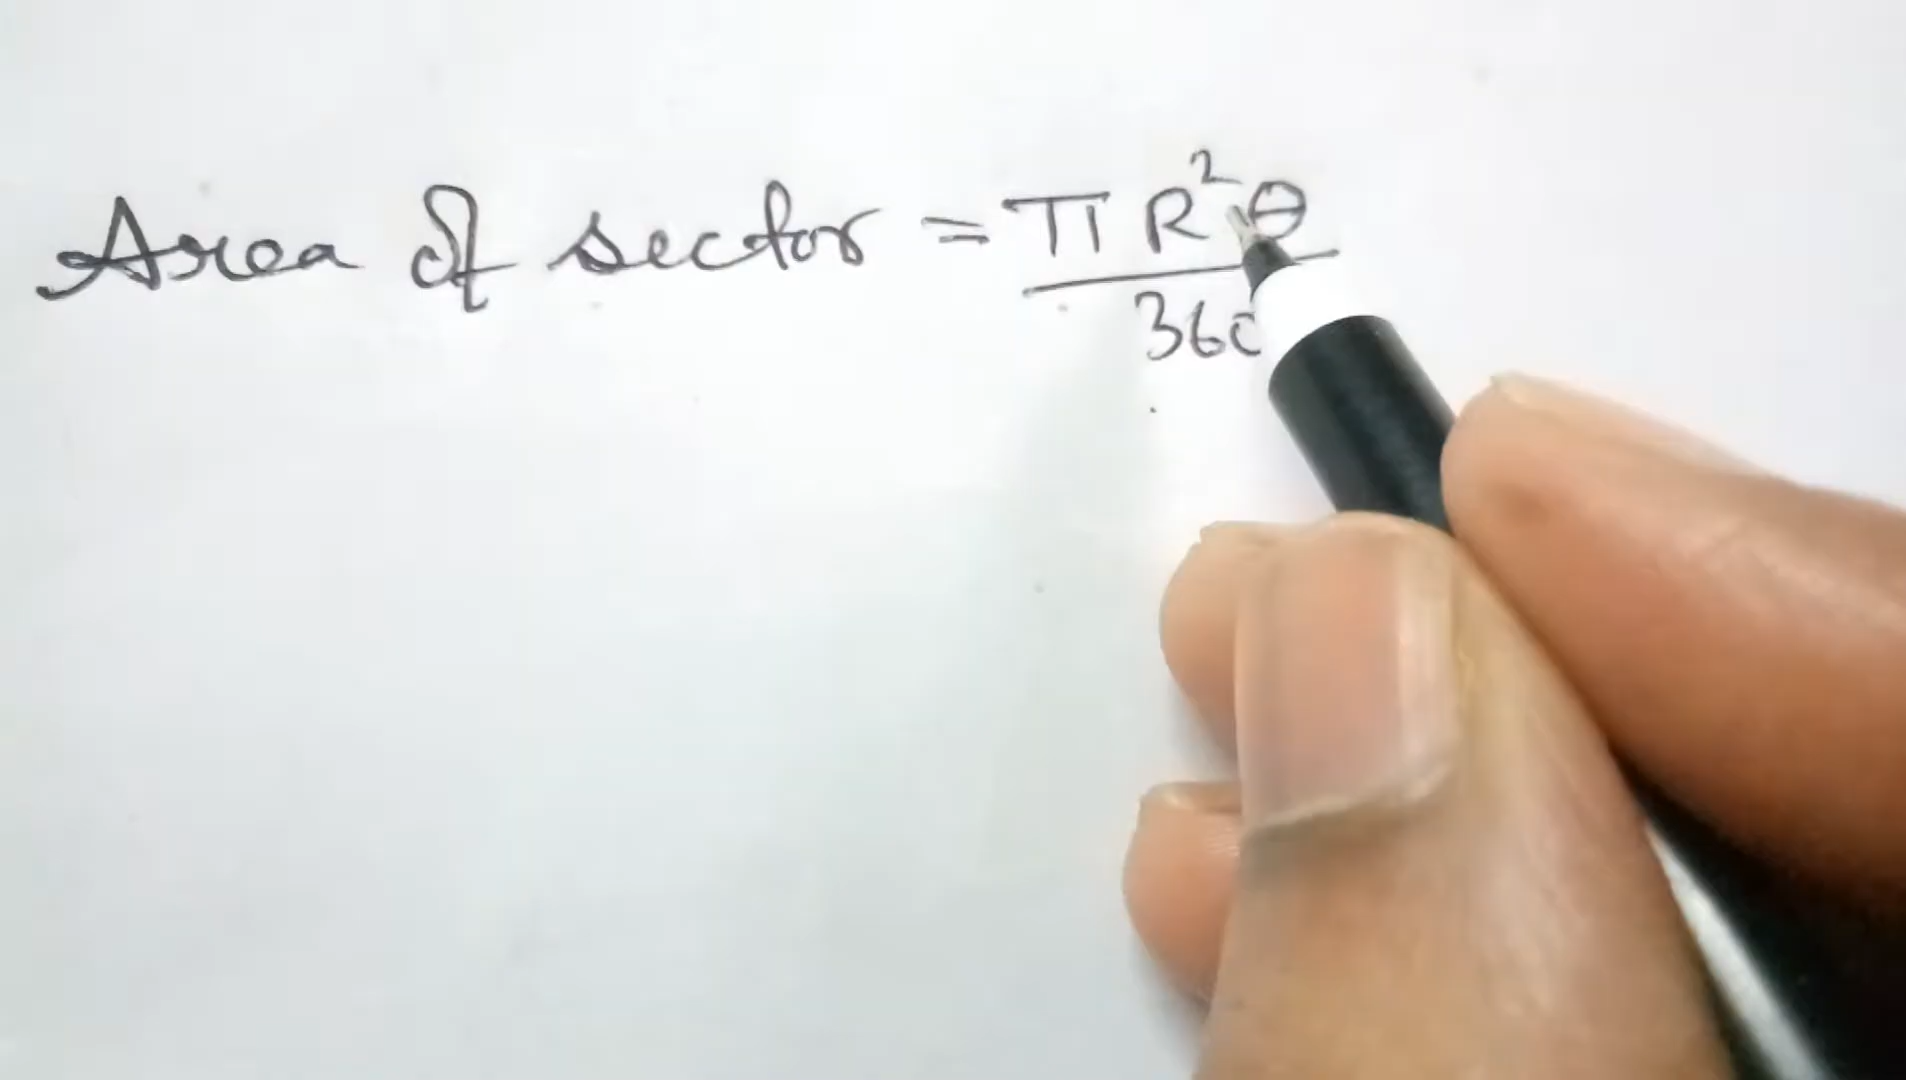 Area of sector = πR²θ
360